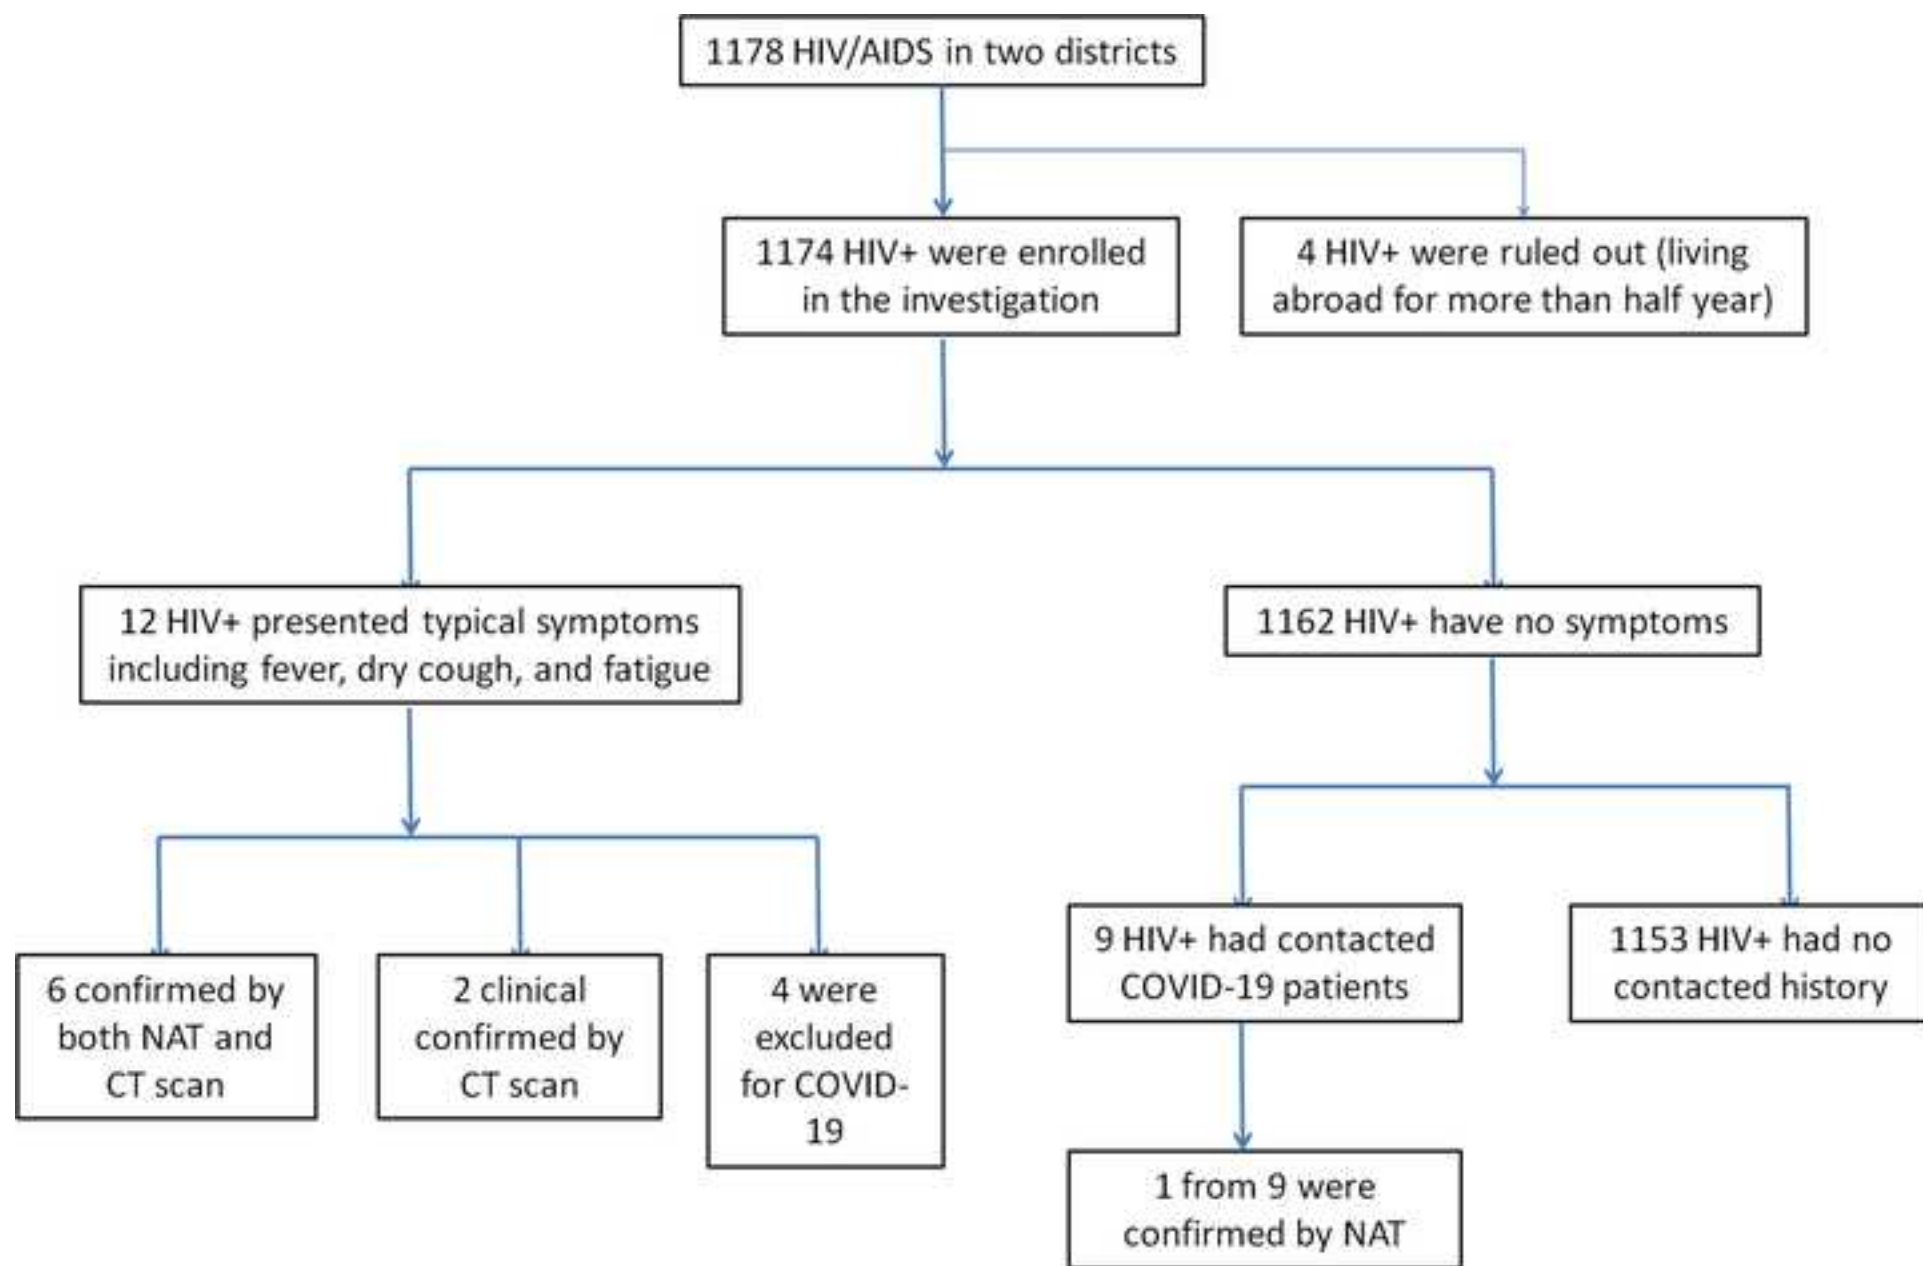 1178 HIV/AIDS in two districts
1174 HIV+ were enrolled
in the investigation
4 HIV+ were ruled out (living
abroad for more than half year)
12 HIV+ presented typical symptoms
including fever, dry cough, and fatigue
1162 HIV+ have no symptoms
6 confirmed by
both NAT and
CT scan
2 clinical
confirmed by
CT scan
4 were
excluded
for COVID-
19
9 HIV+ had contacted
COVID-19 patients
1153 HIV+ had no
contacted history
1 from 9 were
confirmed by NAT